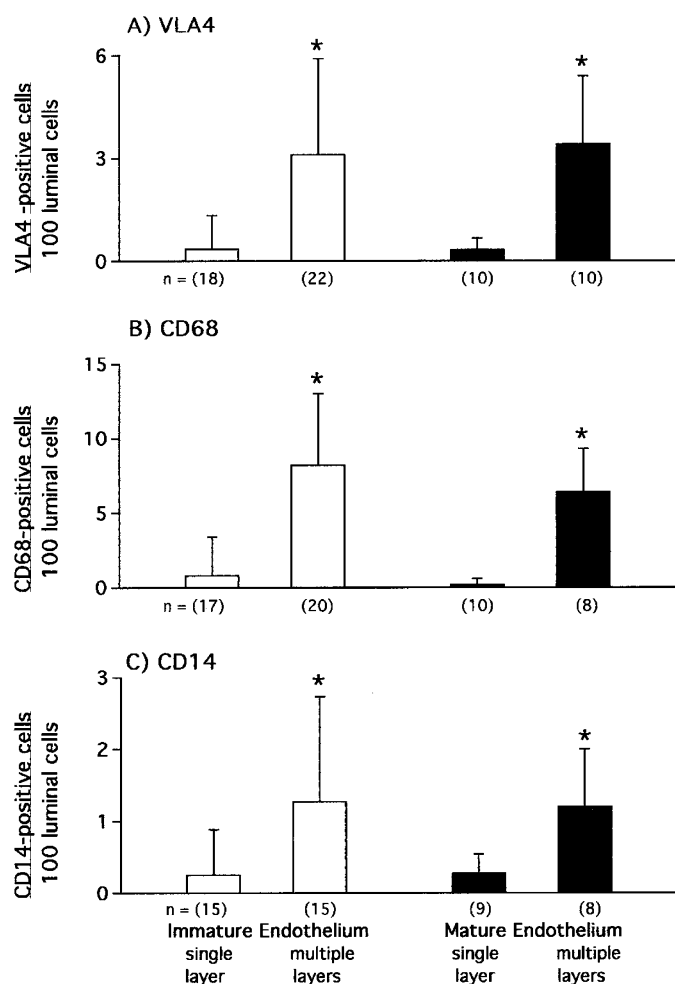 A) VLA4
VLA4 -positive cells
100 luminal cells
6
3
0
*
*
n = (18)
(22)
(10)
(10)
B) CD68
CD68-positive cells
100 luminal cells
15
10
5
0
*
*
n = (17)
(20)
(10)
(8)
C) CD14
CD14-positive cells
100 luminal cells
3
2
1
0
*
*
n = (15)
(15)
(9)
(8)
Immature Endothelium
Mature Endothelium
single layer
multiple layers
single layer
multiple layers